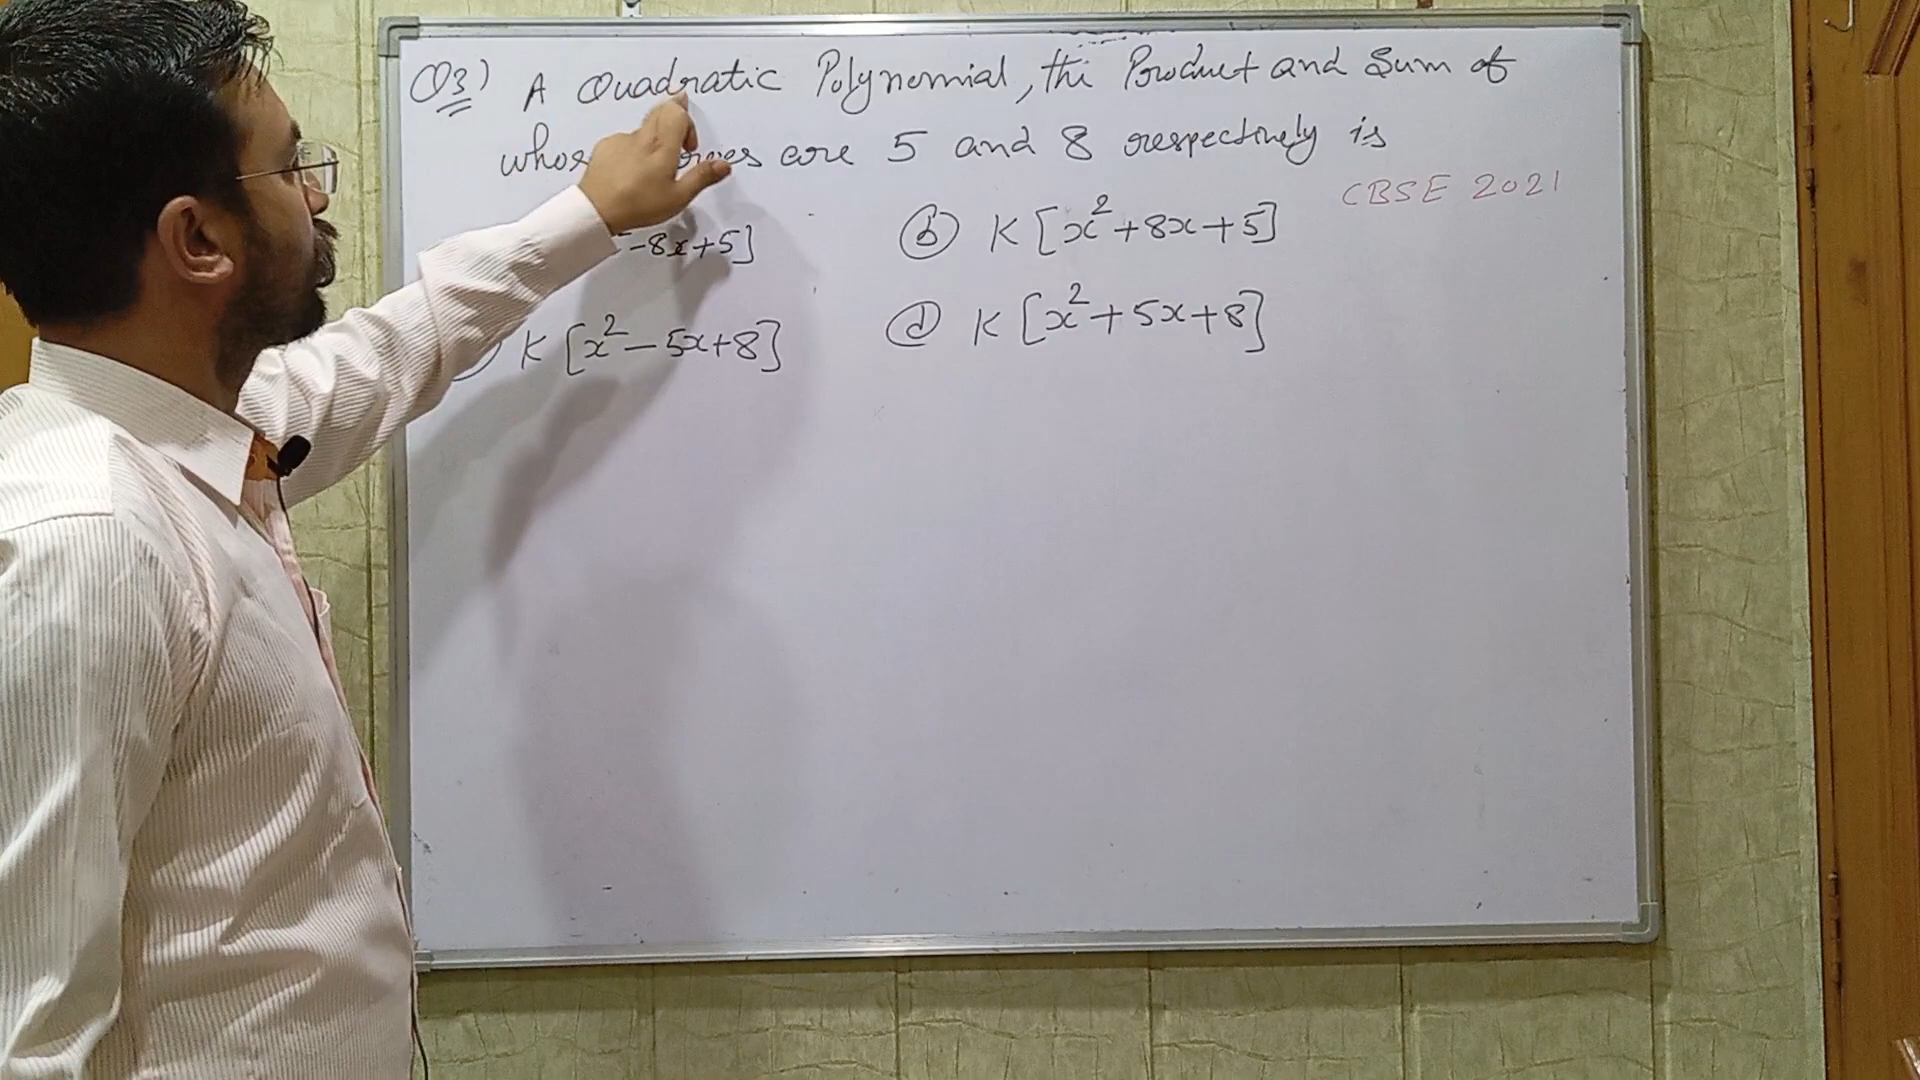 Q3) A Quadratic Polynomial, the Product and Sum of
are 5 and 8 respectively is
CBSE 2021
-8x+5]
(b) K [x²+8x+5]
K [x²-5x+8]
(d) K [x²+5x+8]